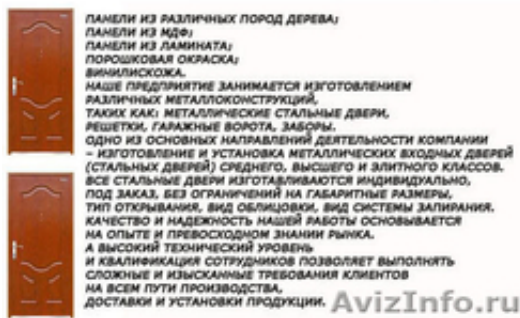 ПАНЕЛИ ИЗ РАЗЛИЧНЫХ ПОРОД ДЕРЕВА;
ПАНЕЛИ ИЗ МДФ;
ПАНЕЛИ ИЗ ЛАМИНАТА;
ПОРОШКОВАЯ ОКРАСКА;
ВИНИЛИСКОЖА.
НАШЕ ПРЕДПРИЯТИЕ ЗАНИМАЕТСЯ ИЗГОТОВЛЕНИЕМ
РАЗЛИЧНЫХ МЕТАЛЛОКОНСТРУКЦИЙ,
ТАКИХ КАК: МЕТАЛЛИЧЕСКИЕ СТАЛЬНЫЕ ДВЕРИ,
РЕШЕТКИ, ГАРАЖНЫЕ ВОРОТА, ЗАБОРЫ.
ОДНО ИЗ ОСНОВНЫХ НАПРАВЛЕНИЙ ДЕЯТЕЛЬНОСТИ КОМПАНИИ
– ИЗГОТОВЛЕНИЕ И УСТАНОВКА МЕТАЛЛИЧЕСКИХ ВХОДНЫХ ДВЕРЕЙ
(СТАЛЬНЫХ ДВЕРЕЙ) СРЕДНЕГО, ВЫСШЕГО И ЭЛИТНОГО КЛАССОВ.
ВСЕ СТАЛЬНЫЕ ДВЕРИ ИЗГОТАВЛИВАЮТСЯ ИНДИВИДУАЛЬНО,
ПОД ЗАКАЗ, БЕЗ ОГРАНИЧЕНИЙ НА ГАБАРИТНЫЕ РАЗМЕРЫ,
ТИП ОТКРЫВАНИЯ, ВИД ОБЛИЦОВКИ, ВИД СИСТЕМЫ ЗАПИРАНИЯ.
КАЧЕСТВО И НАДЕЖНОСТЬ НАШЕЙ РАБОТЫ ОСНОВЫВАЕТСЯ
НА ОПЫТЕ И ПРЕВОСХОДНОМ ЗНАНИИ РЫНКА.
А ВЫСОКИЙ ТЕХНИЧЕСКИЙ УРОВЕНЬ
И КВАЛИФИКАЦИЯ СОТРУДНИКОВ ПОЗВОЛЯЕТ ВЫПОЛНЯТЬ
СЛОЖНЫЕ И ИЗЫСКАННЫЕ ТРЕБОВАНИЯ КЛИЕНТОВ
НА ВСЕМ ПУТИ ПРОИЗВОДСТВА,
ДОСТАВКИ И УСТАНОВКИ ПРОДУКЦИИ.
AvizInfo.ru